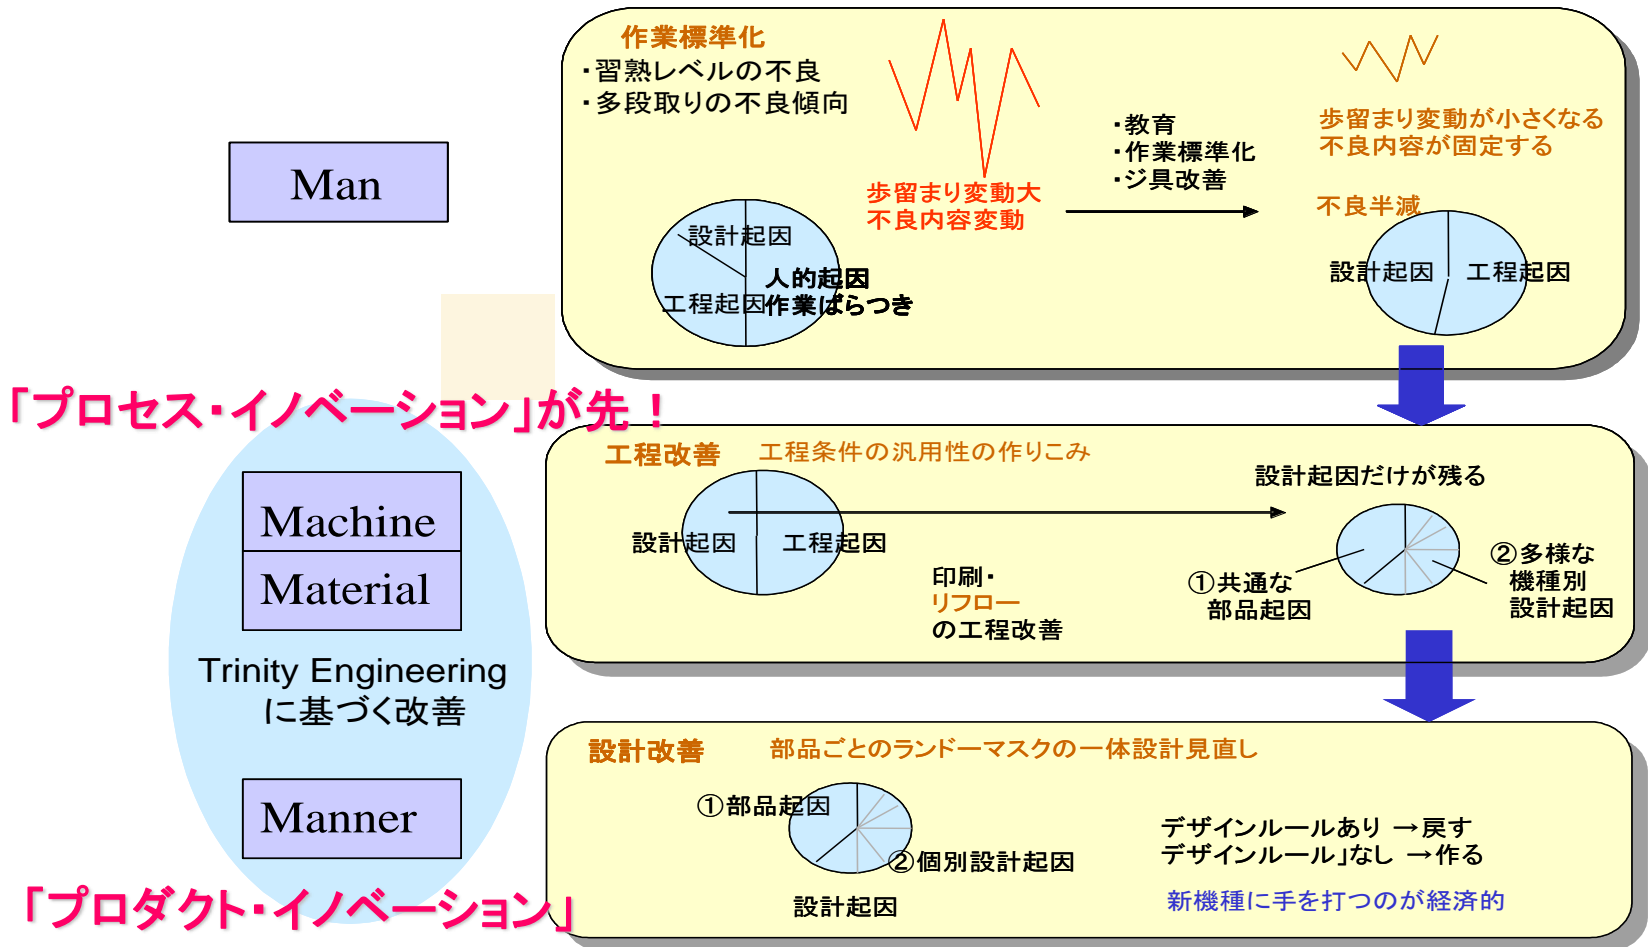 作業標準化
・習熟レベルの不良
・多段取りの不良傾向
・教育
・作業標準化
・ジ具改善
歩留まり変動が小さくなる
不良内容が固定する
歩留まり変動大
不良内容変動
不良半減
Man
設計起因
人的起因
作業ばらつき
工程起因
設計起因
工程起因
「プロセス・イノベーション」が先！
工程改善
工程条件の汎用性の作りこみ
設計起因だけが残る
設計起因
工程起因
印刷・
リフロー
の工程改善
①共通な
部品起因
②多様な
機種別
設計起因
Machine
Material
Trinity Engineering
に基づく改善
設計改善
部品ごとのランドーマスクの一体設計見直し
①部品起因
②個別設計起因
設計起因
デザインルールあり →戻す
デザインルール」なし →作る
新機種に手を打つのが経済的
Manner
「プロダクト・イノベーション」